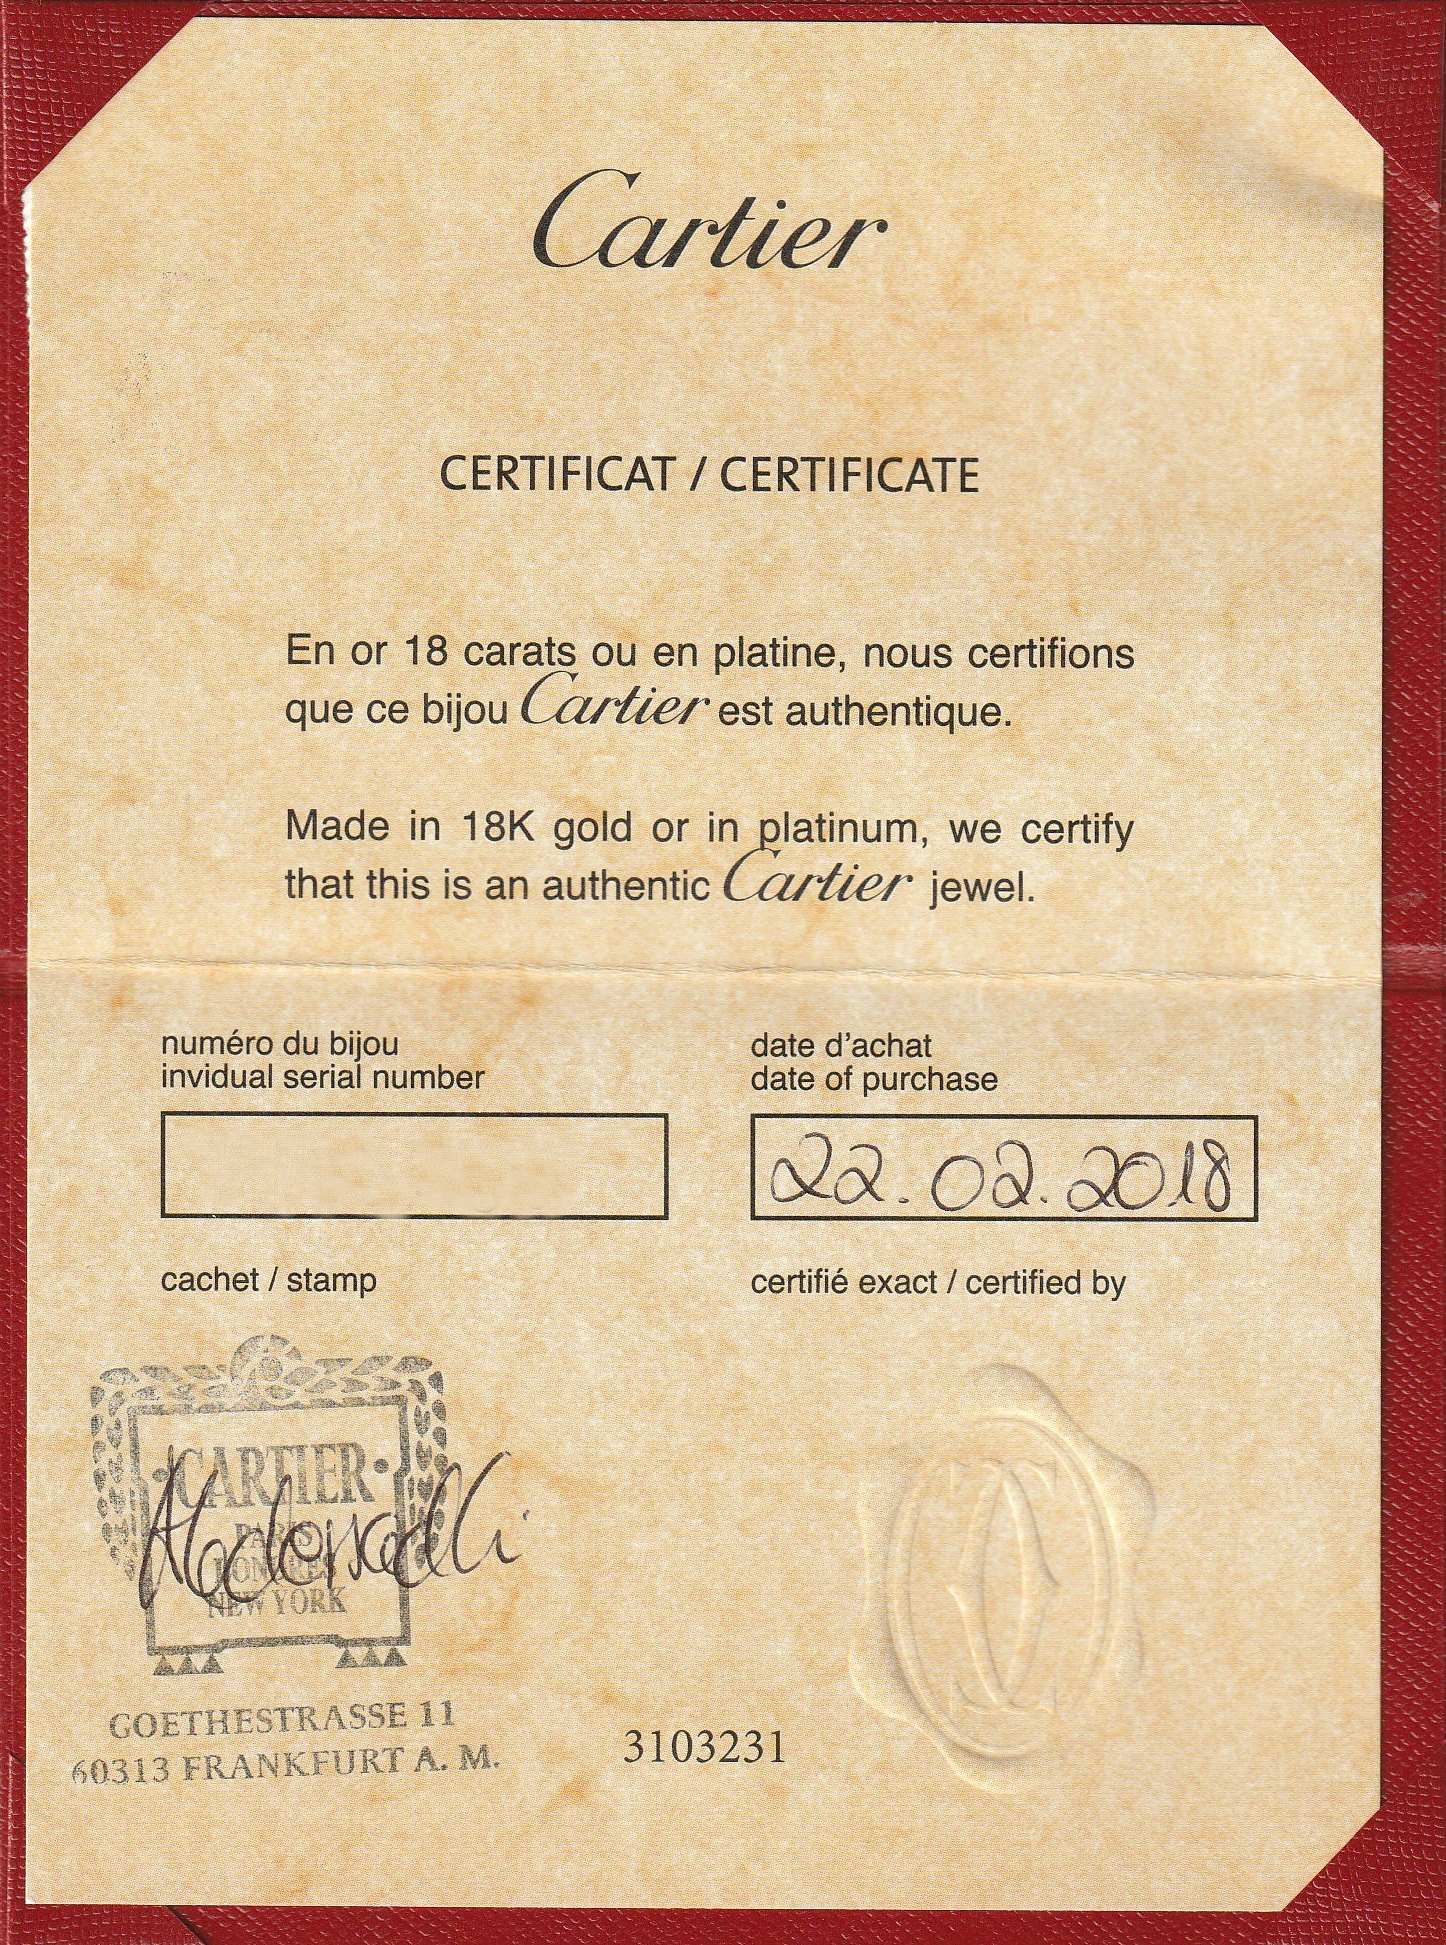 Cartier
CERTIFICAT / CERTIFICATE
En or 18 carats ou en platine, nous certifions
que ce bijou Cartier est authentique.
Made in 18K gold or in platinum, we certify
that this is an authentic Cartier jewel.
numéro du bijou
invidual serial number
date d'achat
date of purchase
22.02.2018
cachet / stamp
certifié exact / certified by
CARTIER
PARIS
LONDRES
NEW YORK
GOETHESTRASSE 11
60313 FRANKFURT A. M.
3103231